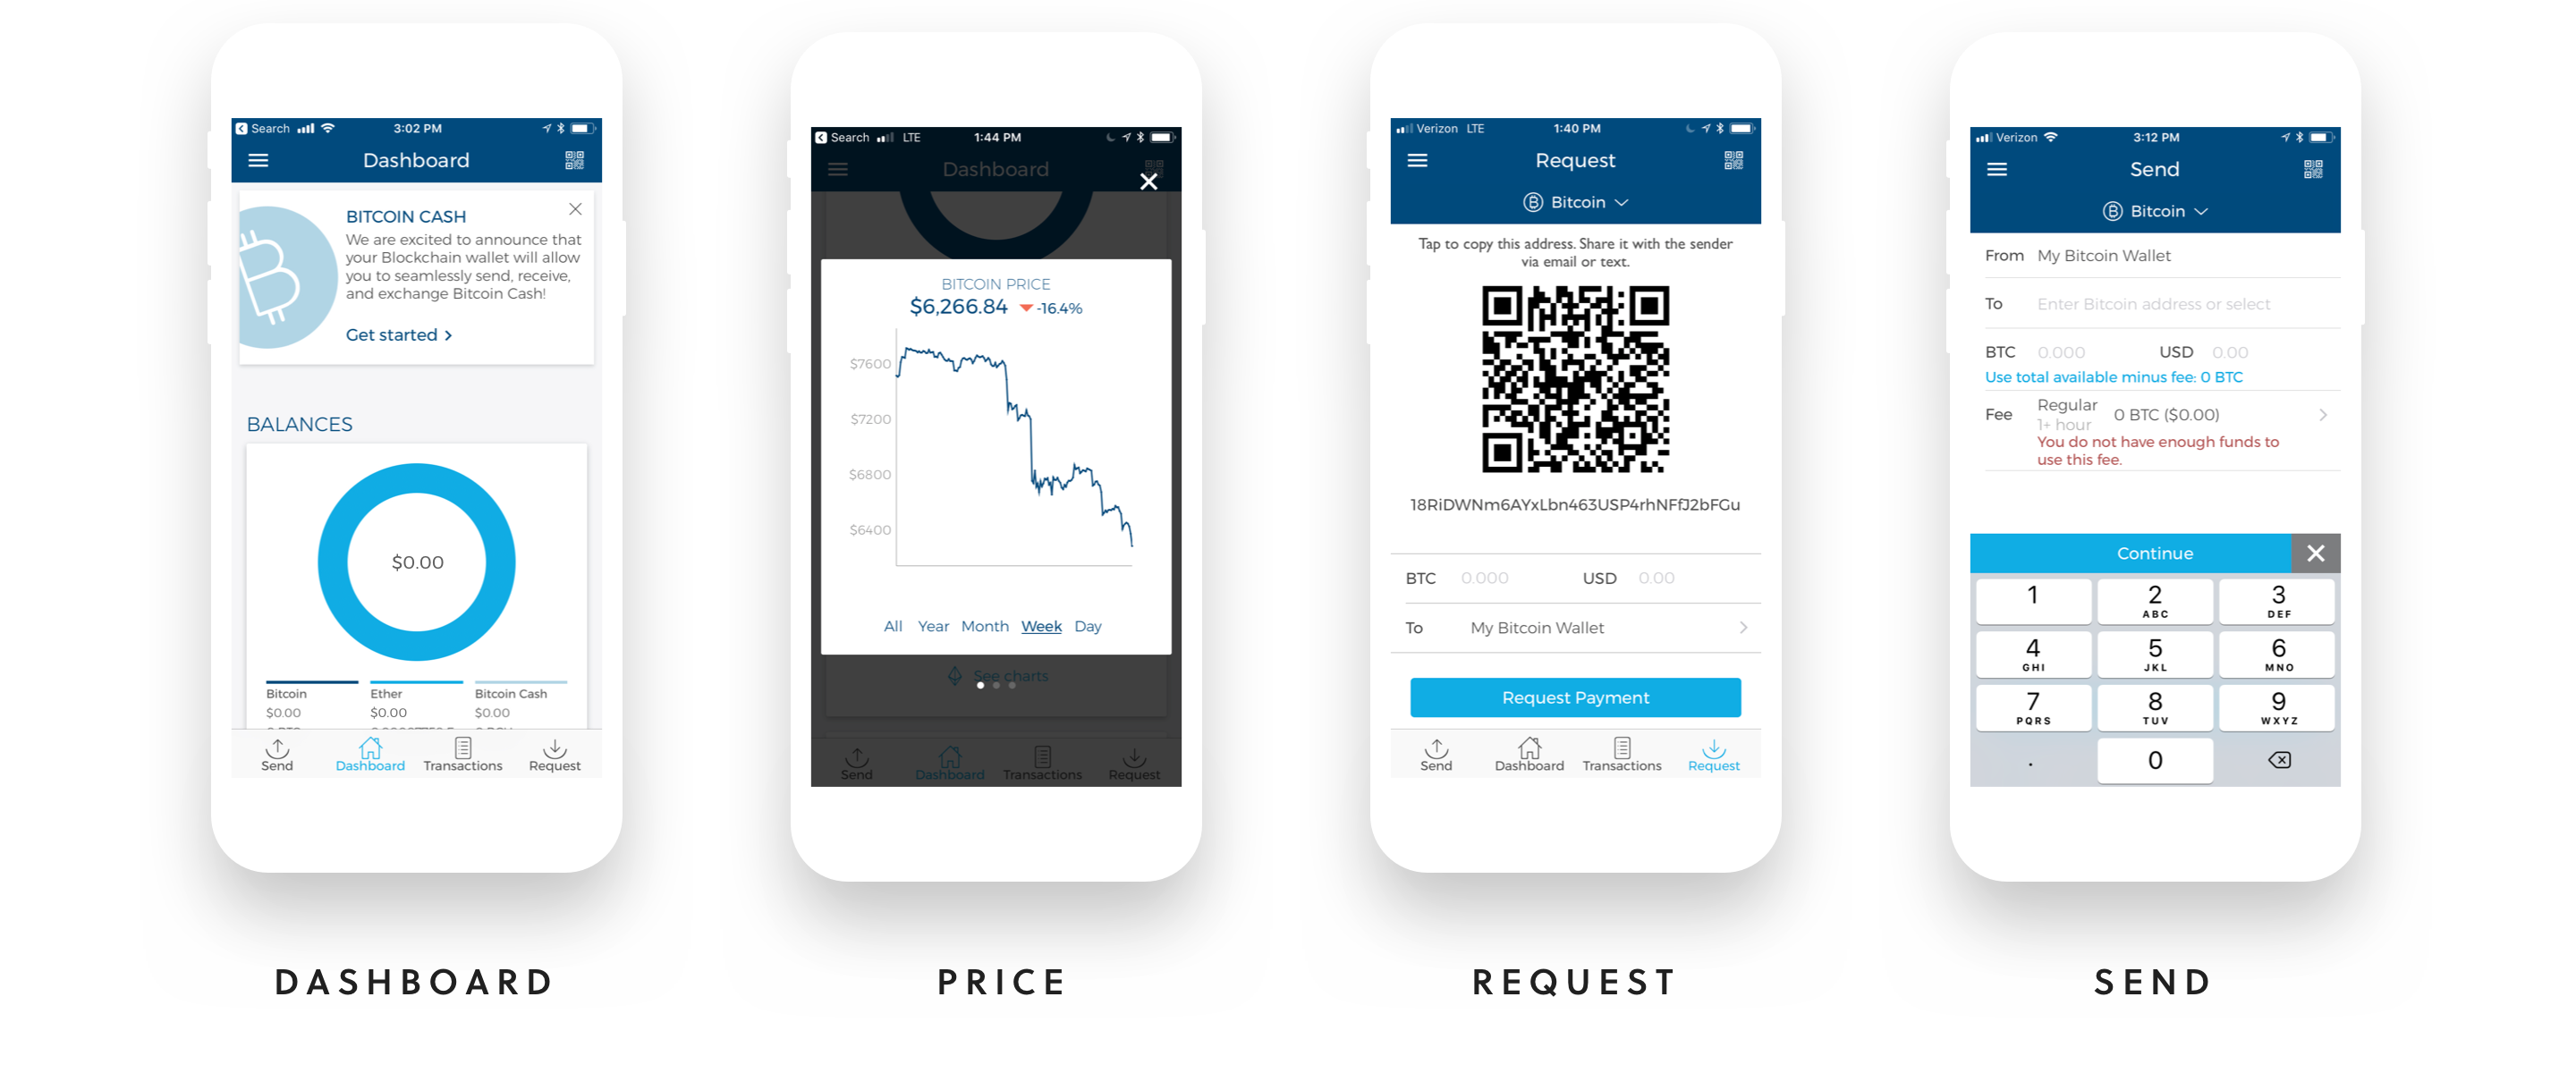 Search 3:02 PM
Dashboard
BITCOIN CASH
We are excited to announce that
your Blockchain wallet will allow
you to seamlessly send, receive,
and exchange Bitcoin Cash!
Get started
BALANCES
$0.00
Bitcoin Ether Bitcoin Cash
$0.00 $0.00 $0.00
Send Dashboard Transactions Request
DASHBOARD
Search LTE 1:44 PM
Dashboard
BITCOIN PRICE
$6,266.84 -16.4%
$7600
$7200
$6800
$6400
All Year Month Week Day
See charts
Send Dashboard Transactions Request
PRICE
Verizon LTE 1:40 PM
Request
Bitcoin
Tap to copy this address. Share it with the sender
via email or text.
18RiDWNm6AYxLbn463USP4rhNFfJ2bFGu
BTC 0.000 USD 0.00
To My Bitcoin Wallet
Request Payment
Send Dashboard Transactions Request
REQUEST
Verizon 3:12 PM
Send
Bitcoin
From My Bitcoin Wallet
To Enter Bitcoin address or select
BTC 0.000 USD 0.00
Use total available minus fee: 0 BTC
Fee Regular 0 BTC ($0.00)
1+ hour
You do not have enough funds to
use this fee.
Continue
1 2 3
ABC DEF
4 5 6
GHI JKL MNO
7 8 9
PQRS TUV WXYZ
. 0
SEND